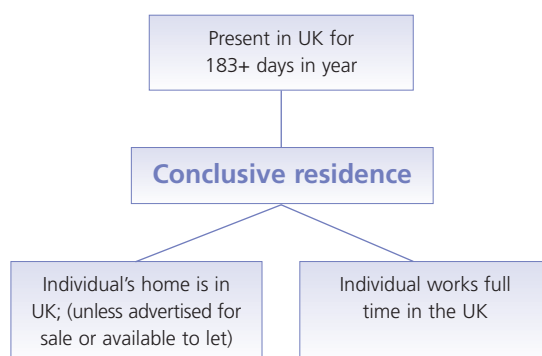 Present in UK for
183+ days in year
Conclusive residence
Individual's home is in
UK; (unless advertised for
sale or available to let)
Individual works full
time in the UK